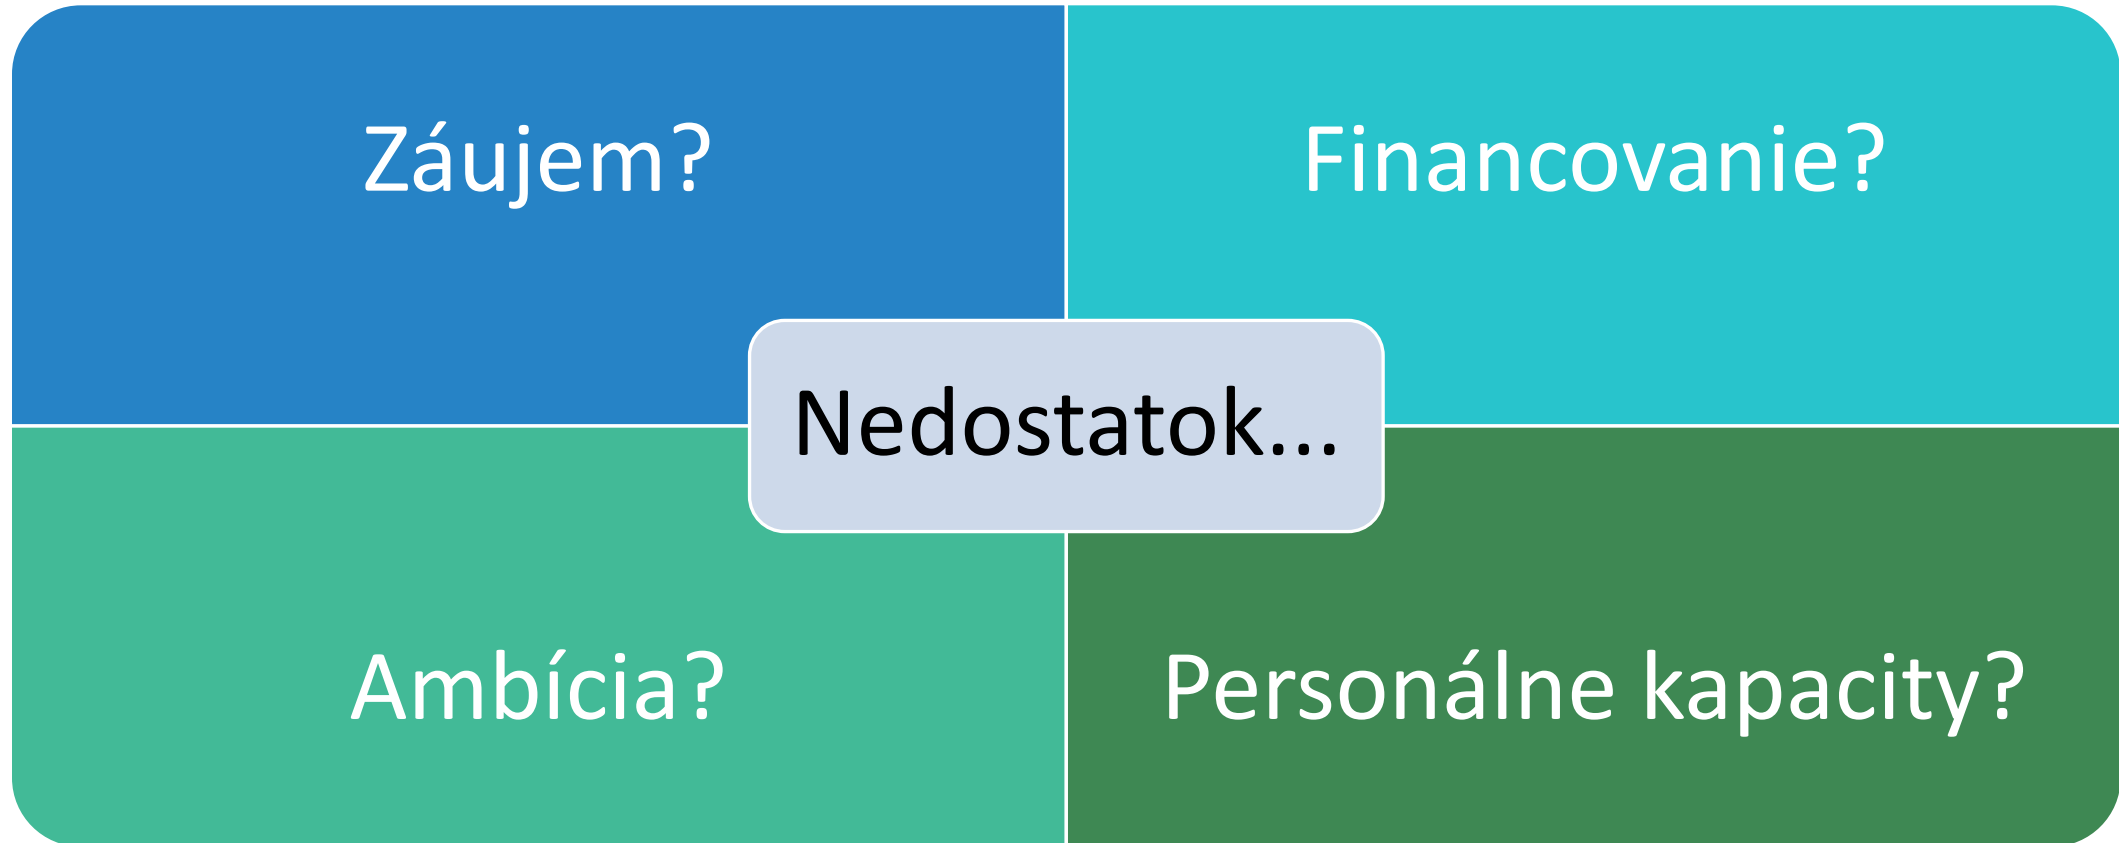 Záujem?
Financovanie?
Nedostatok...
Ambícia?
Personálne kapacity?